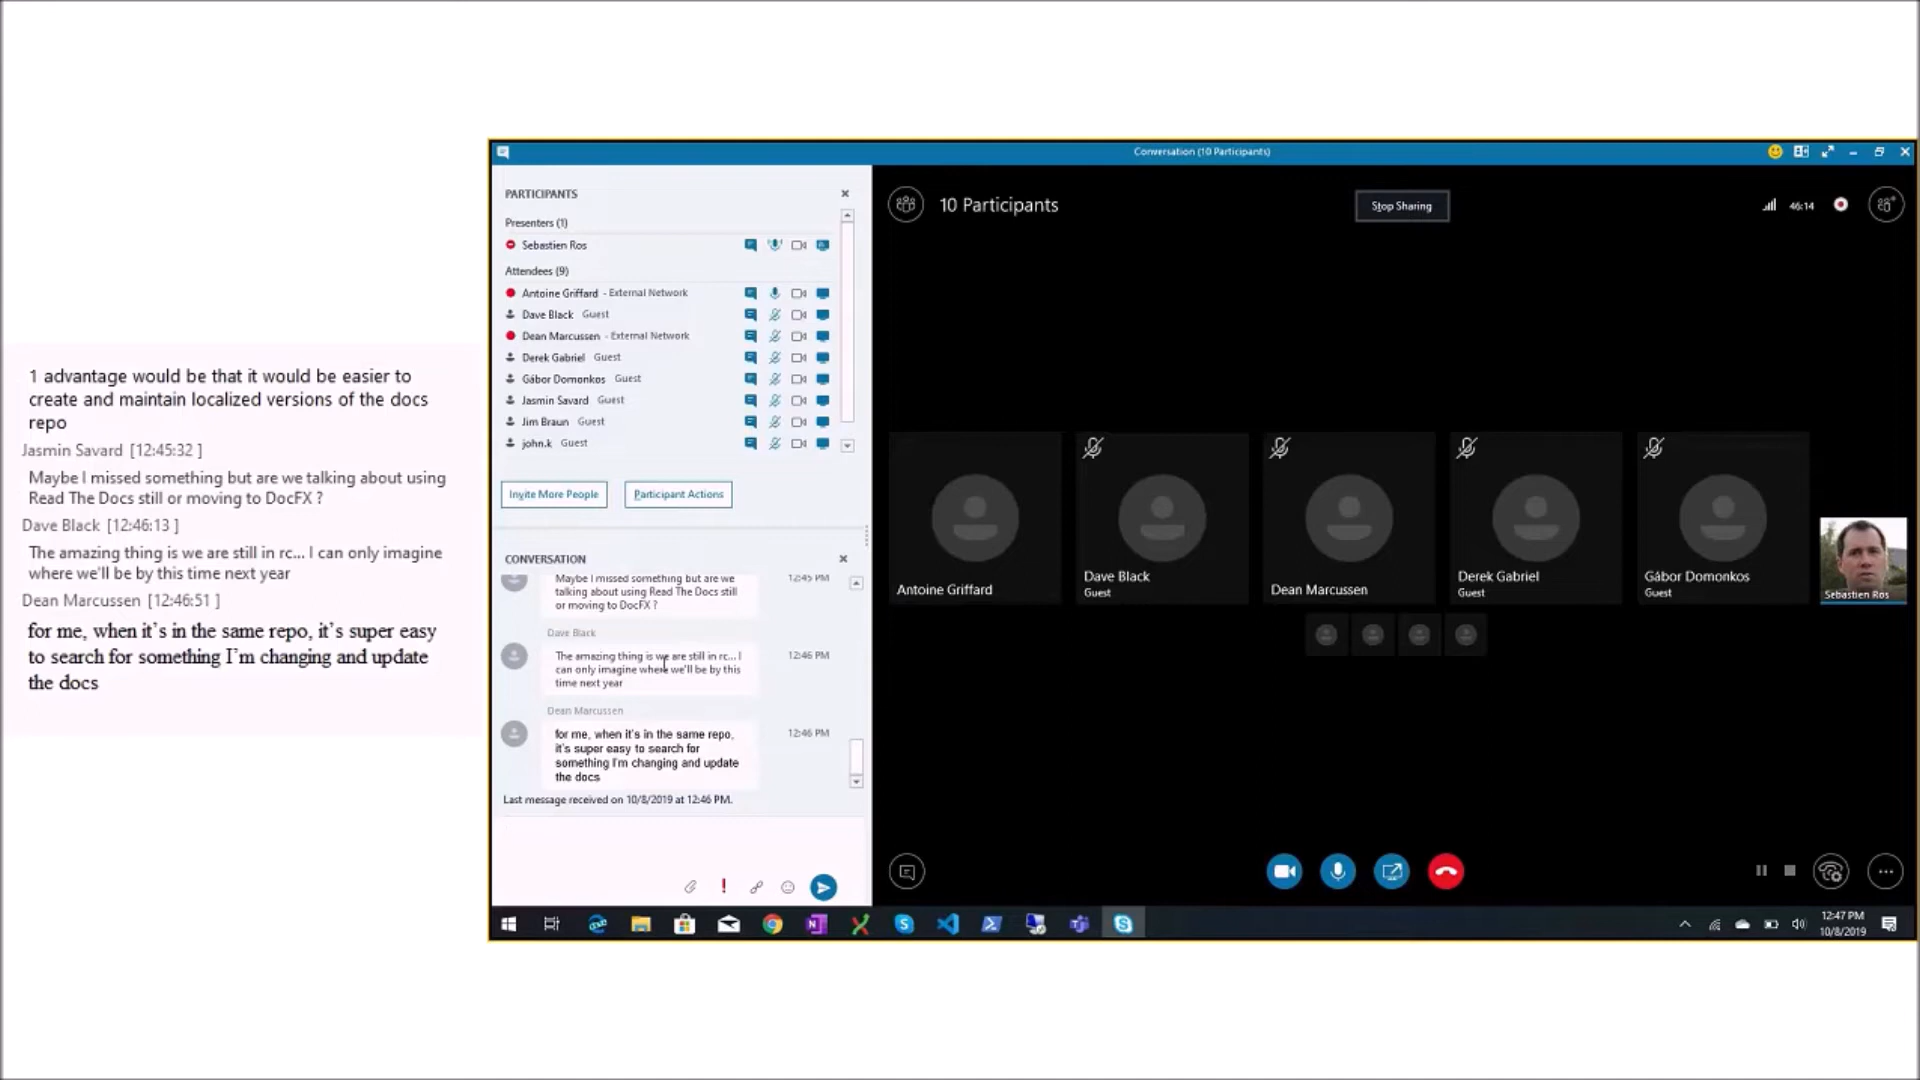 1 advantage would be that it would be easier to
create and maintain localized versions of the docs
repo
Jasmin Savard [12:45:32 ]
Maybe I missed something but are we talking about using
Read The Docs still or moving to DocFX ?
Dave Black [12:46:13 ]
The amazing thing is we are still in rc... I can only imagine
where we'll be by this time next year
Dean Marcussen [12:46:51 ]
for me, when it's in the same repo, it's super easy
to search for something I'm changing and update
the docs
Conversation (10 Participants)
PARTICIPANTS
Presenters (1)
Sebastien Ros
Attendees (9)
Antoine Griffard - External Network
Dave Black Guest
Dean Marcussen - External Network
Derek Gabriel Guest
Gábor Domonkos Guest
Jasmin Savard Guest
Jim Braun Guest
john.k Guest
Invite More People
Participant Actions
CONVERSATION
Maybe I missed something but are we 12:45 PM
talking about using Read The Docs still
or moving to DocFX ?
Dave Black
The amazing thing is we are still in rc... I 12:46 PM
can only imagine where we'll be by this
time next year
Dean Marcussen
for me, when it's in the same repo, 12:46 PM
it's super easy to search for
something I'm changing and update
the docs
Last message received on 10/8/2019 at 12:46 PM.
10 Participants
Stop Sharing
46:14
Antoine Griffard
Dave Black
Guest
Dean Marcussen
Derek Gabriel
Guest
Gábor Domonkos
Guest
Sebastien Ros
12:47 PM
10/8/2019